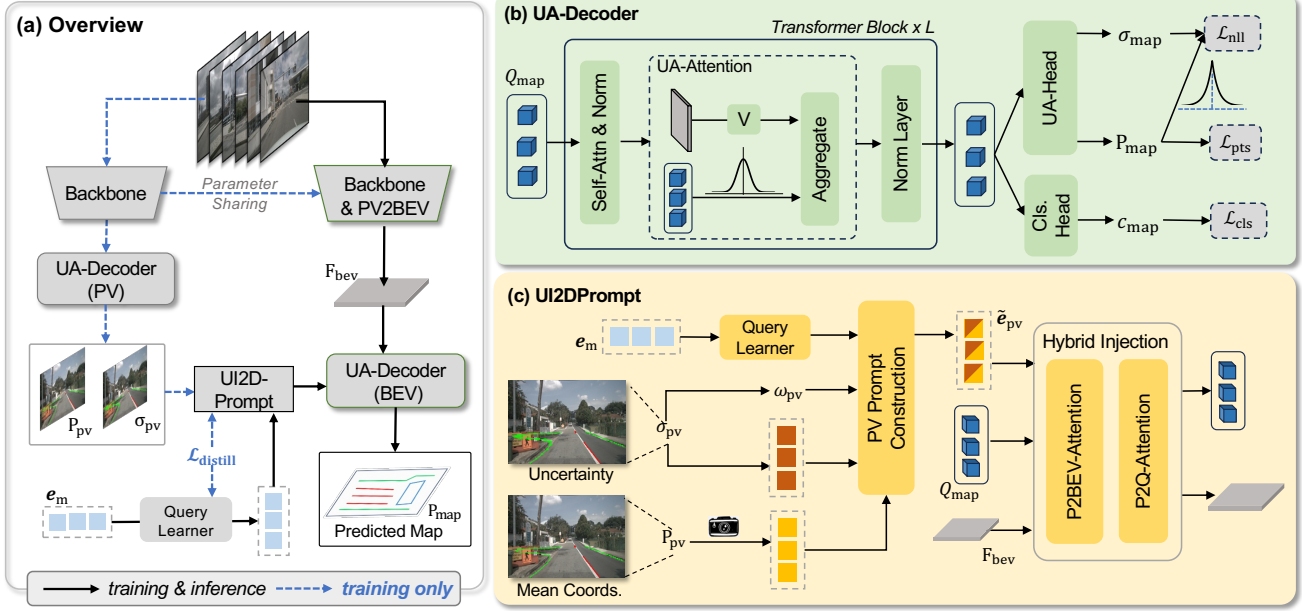 (a) Overview
Backbone
Parameter
Sharing
Backbone
& PV2BEV
UA-Decoder
(PV)
F_bev
P_pv
σ_pv
UI2D-
Prompt
UA-Decoder
(BEV)
ℒ_distill
e_m
Query
Learner
P_map
Predicted Map
training & inference
training only
(b) UA-Decoder
Transformer Block x L
Q_map
Self-Attn & Norm
UA-Attention
V
Aggregate
Norm Layer
UA-Head
Cls.
Head
σ_map
P_map
c_map
ℒ_nll
ℒ_pts
ℒ_cls
(c) UI2DPrompt
e_m
Query
Learner
Uncertainty
σ_pv
ω_pv
Mean Coords.
P_pv
PV Prompt
Construction
ẽ_pv
Q_map
F_bev
Hybrid Injection
P2BEV-Attention
P2Q-Attention